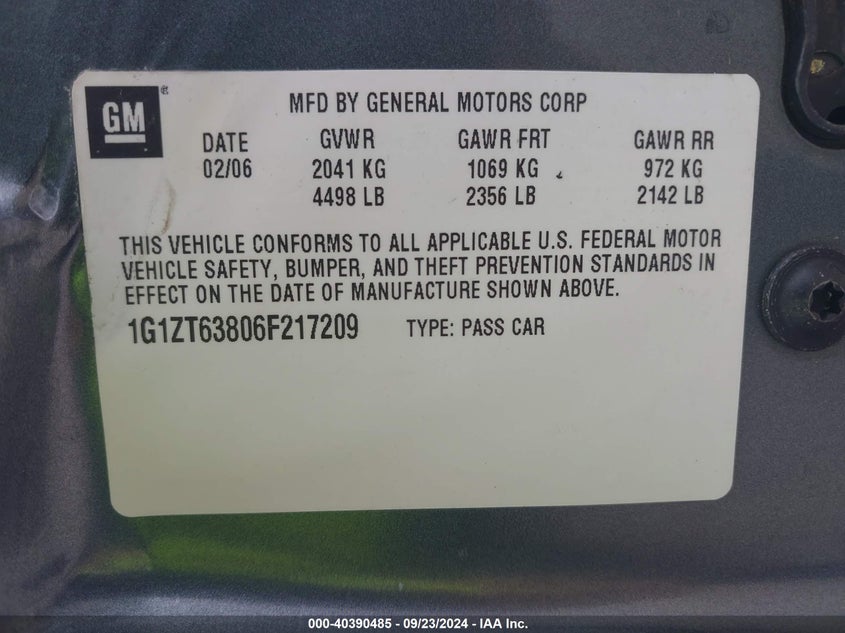 GM ®
MFD BY GENERAL MOTORS CORP
DATE GVWR GAWR FRT GAWR RR
02/06 2041 KG 1069 KG 972 KG
4498 LB 2356 LB 2142 LB
THIS VEHICLE CONFORMS TO ALL APPLICABLE U.S. FEDERAL MOTOR
VEHICLE SAFETY, BUMPER, AND THEFT PREVENTION STANDARDS IN
EFFECT ON THE DATE OF MANUFACTURE SHOWN ABOVE.
1G1ZT63806F217209 TYPE: PASS CAR
000-40390485 - 09/23/2024 - IAA Inc.